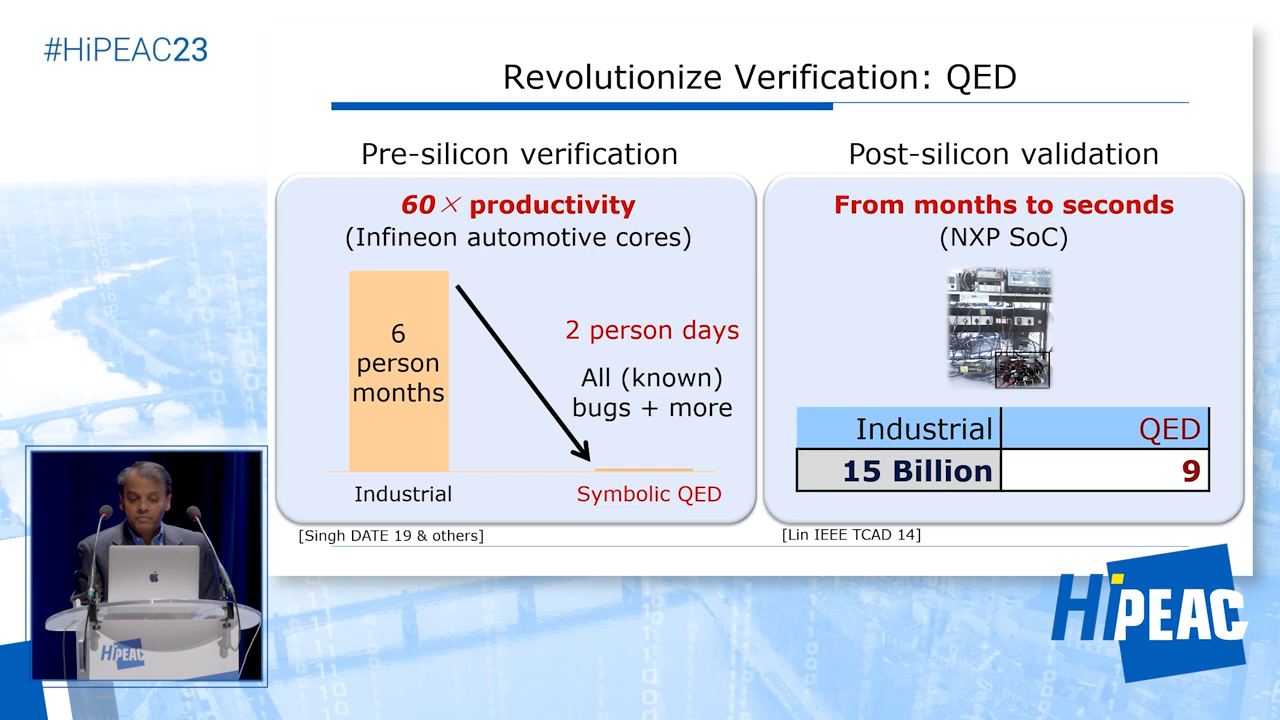 #HiPEAC23
Revolutionize Verification: QED
Pre-silicon verification
60× productivity
(Infineon automotive cores)
6
person
months
2 person days
All (known)
bugs + more
Industrial
Symbolic QED
[Singh DATE 19 & others]
Post-silicon validation
From months to seconds
(NXP SoC)
Industrial QED
15 Billion 9
[Lin IEEE TCAD 14]
HiPEAC
HiPEAC